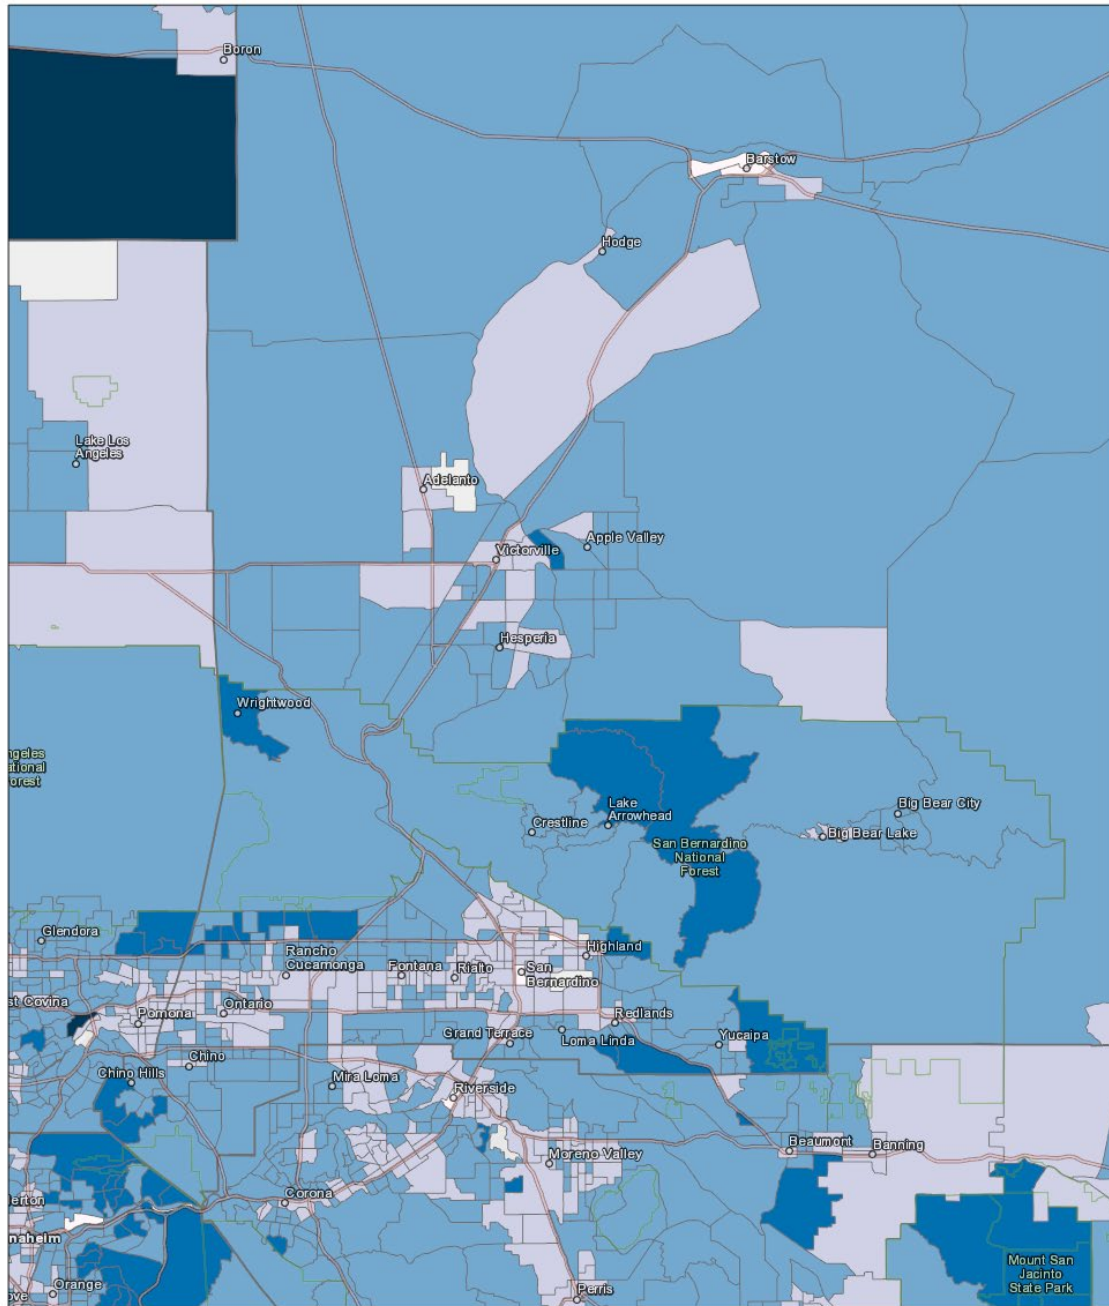 Boron
Barstow
Hodge
Lake Los
Angeles
Adelanto
Apple Valley
Victorville
Hesperia
Wrightwood
ngeles
ational
orest
Lake
Arrowhead
Big Bear City
Crestline
Big Bear Lake
San Bernardino
National
Forest
Glendora
Highland
Rancho
Cucamonga
Fontana
Rialto
San
Bernardino
st Covina
Pomona
Ontario
Redlands
Grand Terrace
Loma Linda
Yucaipa
Chino
Chino Hills
Mira Loma
Riverside
Beaumont
Banning
Moreno Valley
Corona
llerton
naheim
Mount San
Jacinto
State Park
Orange
ove
Perris